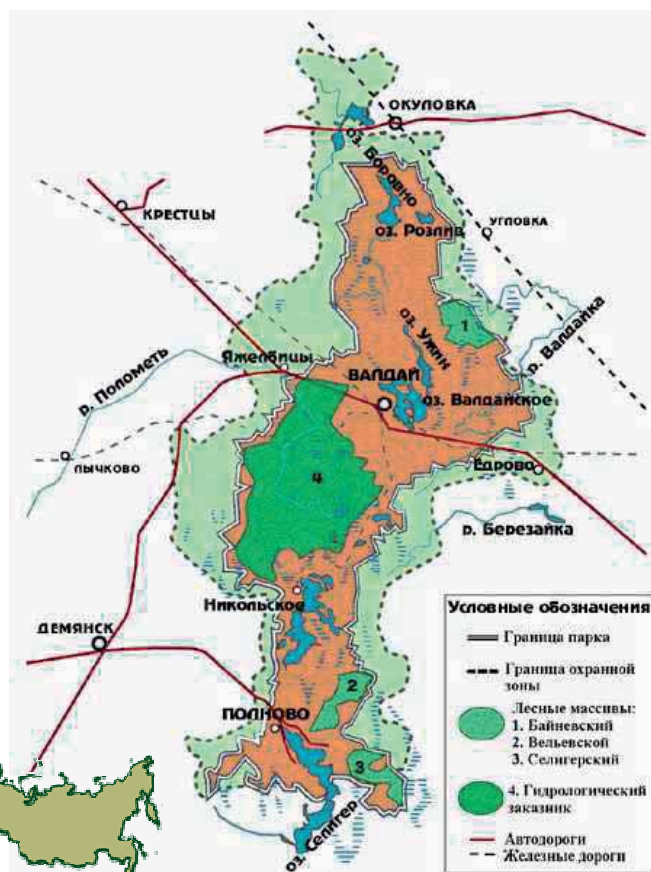 ОКУЛОВКА
оз. Боровно
КРЕСТЦЫ
оз. Розлив
УГЛОВКА
1
оз. Ужин
р. Валдайка
Яжелбицы
р. Полометь
ВАЛДАЙ
оз. Валдайское
ЛЫЧКОВО
4
Едрово
р. Березайка
Никольское
ДЕМЯНСК
2
ПОЛНОВО
3
оз. Селигер
Условные обозначения
Граница парка
Граница охранной
зоны
Лесные массивы:
1. Байневский
2. Вельевской
3. Селигерский
4. Гидрологический
заказник
Автодороги
Железные дороги